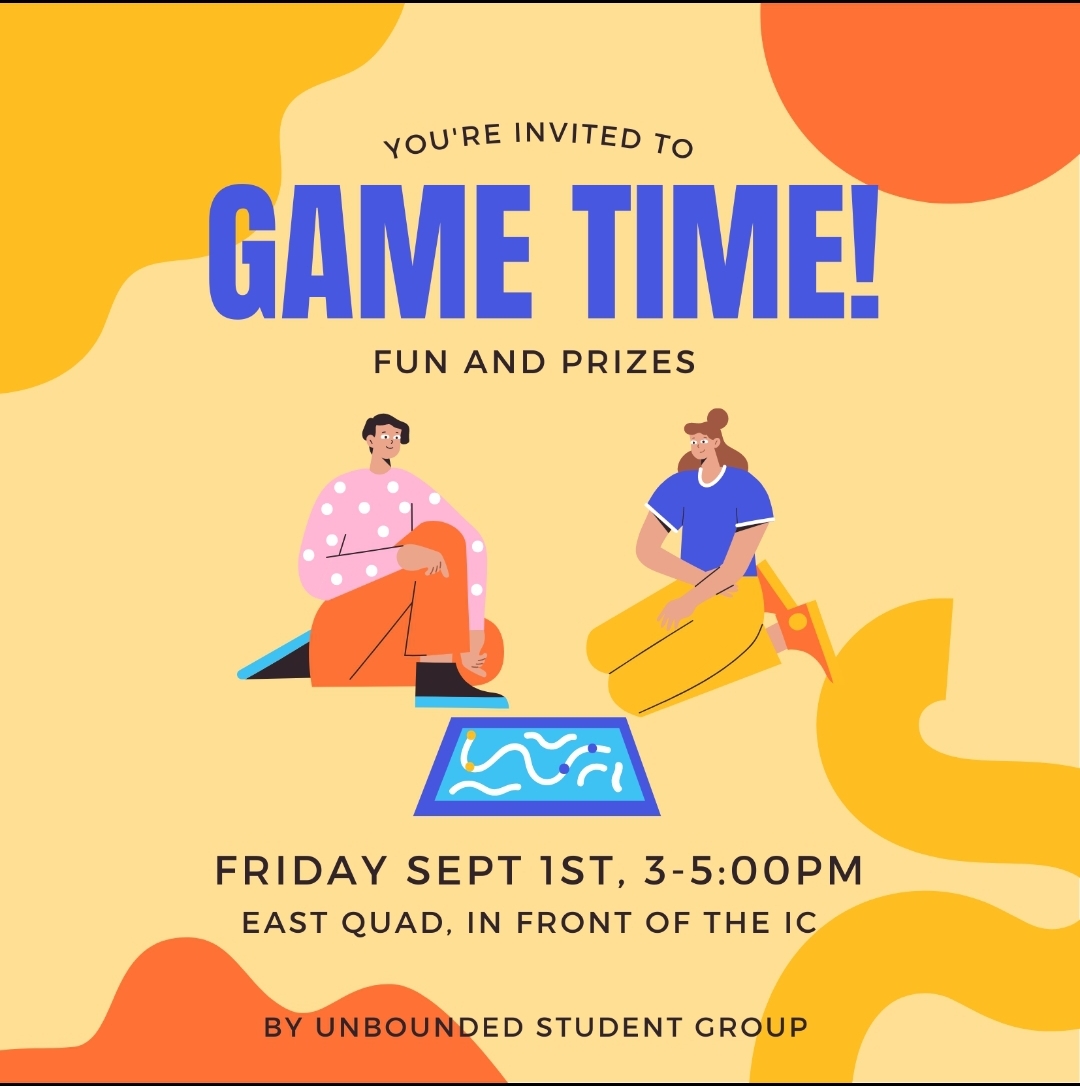 YOU'RE INVITED TO
GAME TIME!
FUN AND PRIZES
FRIDAY SEPT 1ST, 3-5:00PM
EAST QUAD, IN FRONT OF THE IC
BY UNBOUNDED STUDENT GROUP